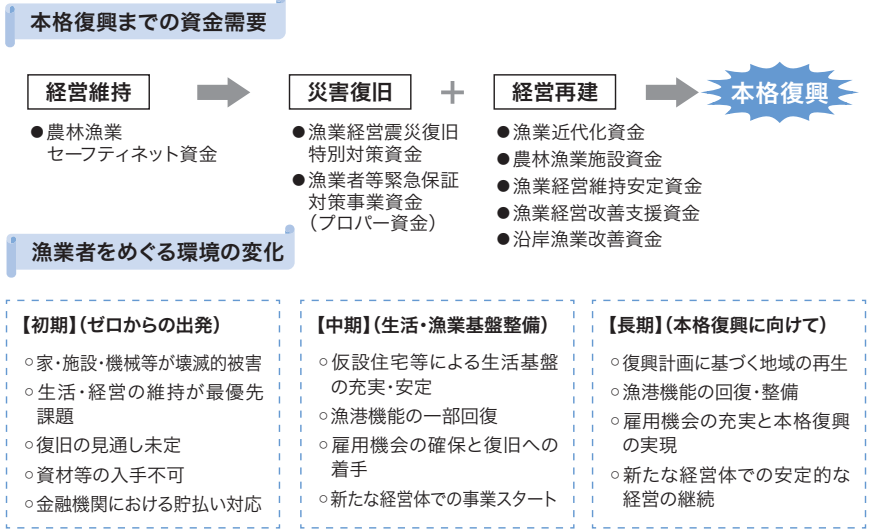 本格復興までの資金需要
経営維持
災害復旧
＋
経営再建
本格復興
●農林漁業
セーフティネット資金
●漁業経営震災復旧
特別対策資金
●漁業者等緊急保証
対策事業資金
（プロパー資金）
●漁業近代化資金
●農林漁業施設資金
●漁業経営維持安定資金
●漁業経営改善支援資金
●沿岸漁業改善資金
漁業者をめぐる環境の変化
【初期】（ゼロからの出発）
○家・施設・機械等が壊滅的被害
○生活・経営の維持が最優先
課題
○復旧の見通し未定
○資材等の入手不可
○金融機関における貯払い対応
【中期】（生活・漁業基盤整備）
○仮設住宅等による生活基盤
の充実・安定
○漁港機能の一部回復
○雇用機会の確保と復旧への
着手
○新たな経営体での事業スタート
【長期】（本格復興に向けて）
○復興計画に基づく地域の再生
○漁港機能の回復・整備
○雇用機会の充実と本格復興
の実現
○新たな経営体での安定的な
経営の継続